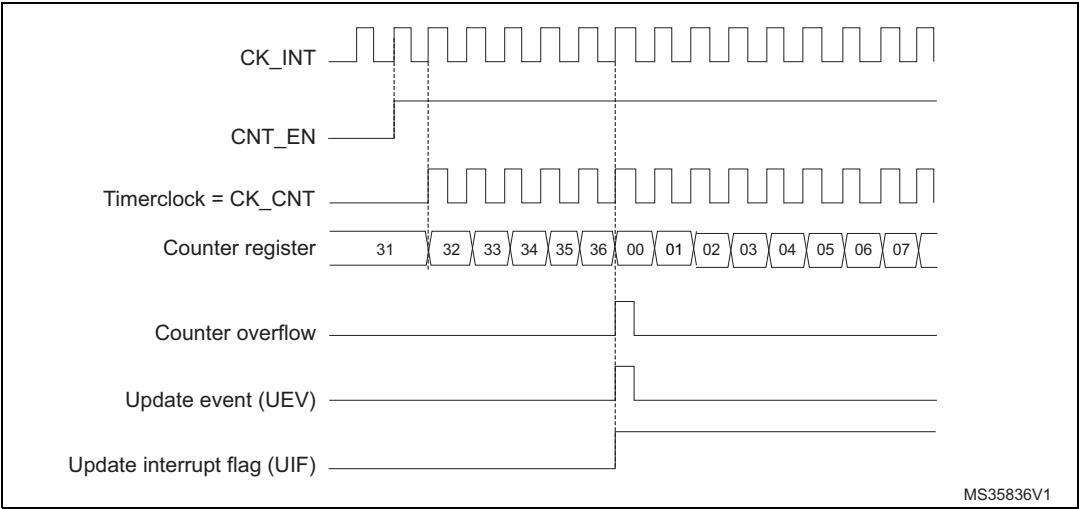 CK_INT
CNT_EN
Timerclock = CK_CNT
Counter register 31 32 33 34 35 36 00 01 02 03 04 05 06 07
Counter overflow
Update event (UEV)
Update interrupt flag (UIF)
MS35836V1